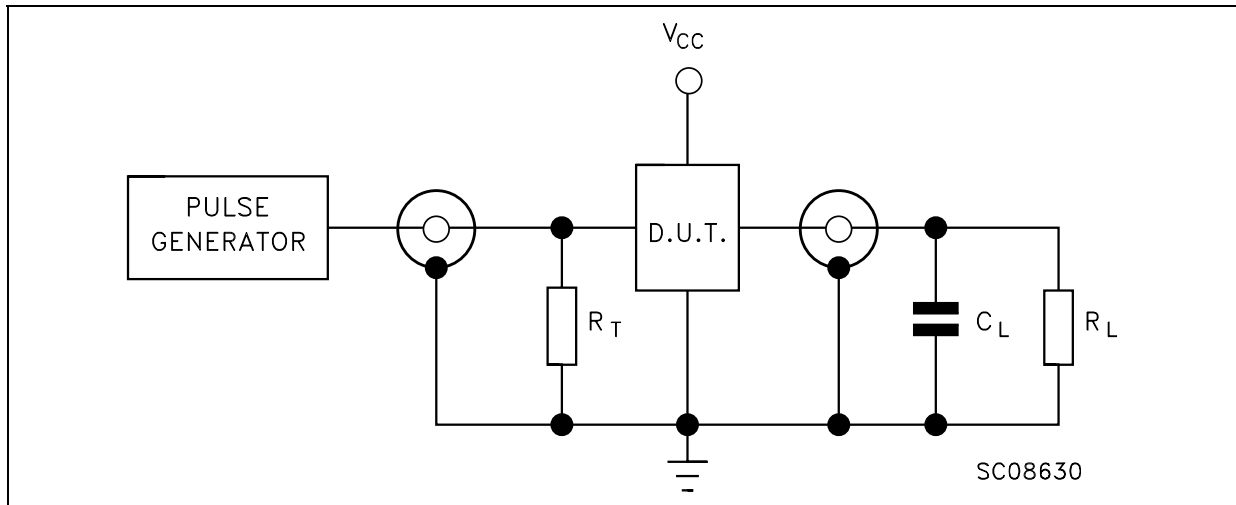 VCC
PULSE
GENERATOR
D.U.T.
RT
CL
RL
SC08630